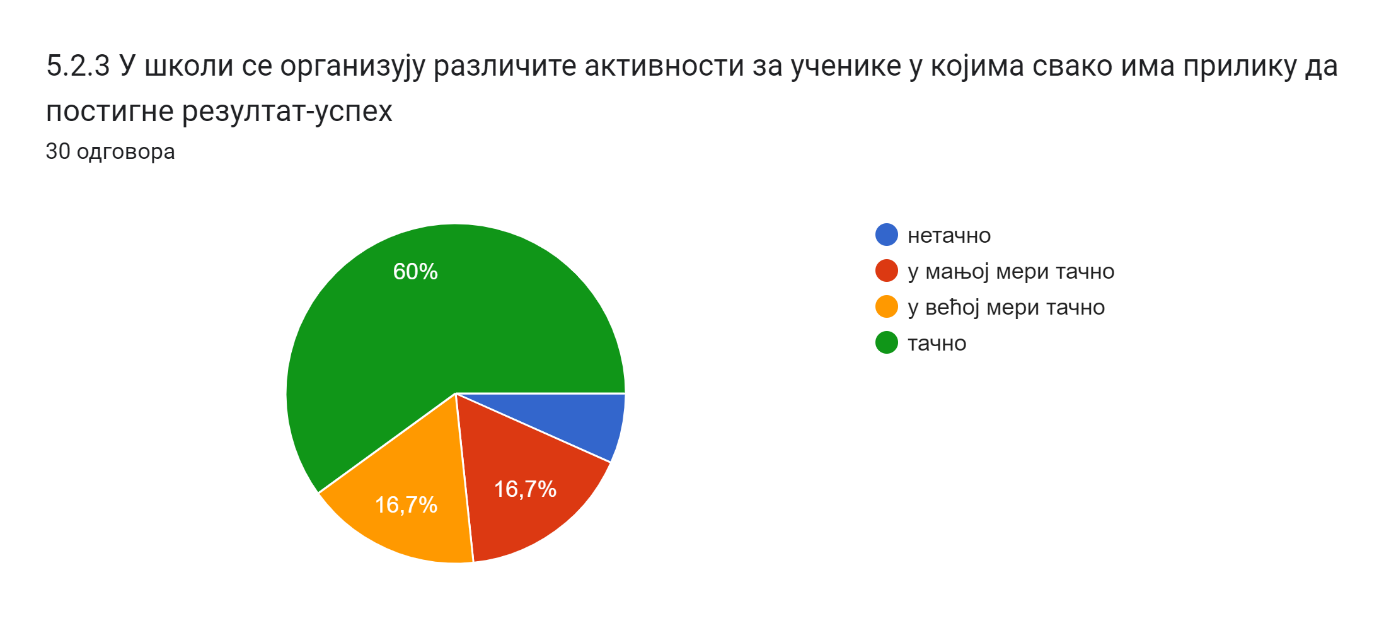 5.2.3 У школи се организују различите активности за ученике у којима свако има прилику да
постигне резултат-успех
30 одговора
60%
16,7%
16,7%
нетачно
у мањој мери тачно
у већој мери тачно
тачно